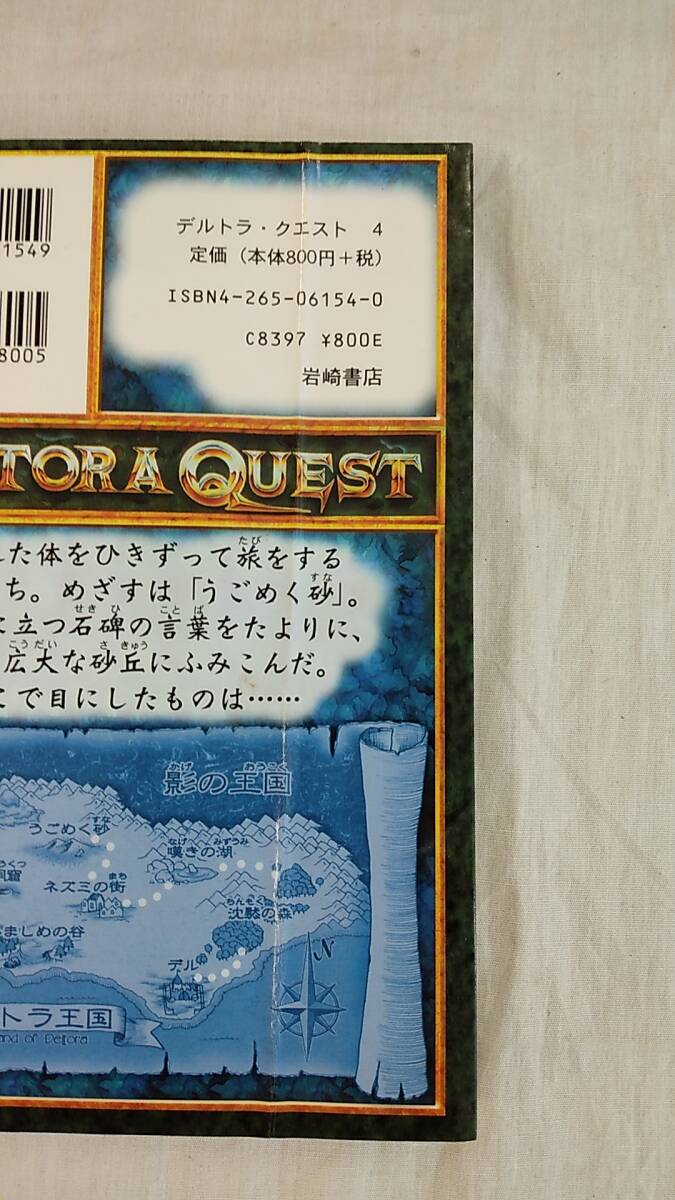 1549
8005
デルトラ・クエスト 4
定価（本体800円＋税）
ISBN4-265-06154-0
C8397 ¥800E
岩崎書店
TORA QUEST
た体をひきずって旅をする
ち。めざすは「うごめく砂」。
に立つ石碑の言葉をたよりに、
広大な砂丘にふみこんだ。
こで目にしたものは……
影の王国
うごめく砂
嘆きの湖
洞窟
ネズミの街
沈黙の森
ましめの谷
デル
N
トラ王国
and of Deltora